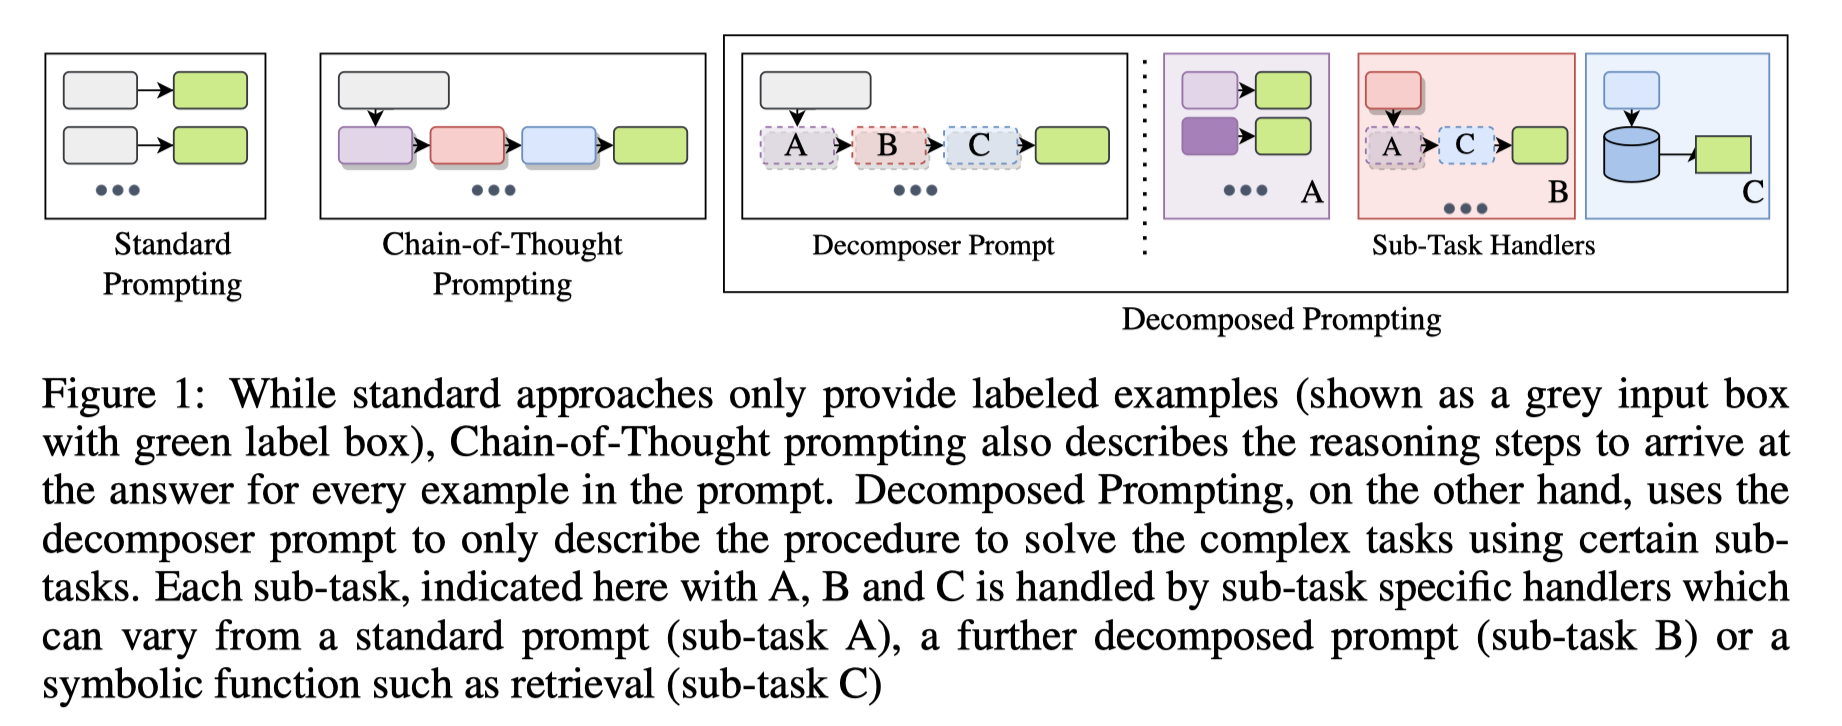 A
B
C
A
C
A
B
C
Standard
Prompting
Chain-of-Thought
Prompting
Decomposer Prompt
Sub-Task Handlers
Decomposed Prompting
Figure 1: While standard approaches only provide labeled examples (shown as a grey input box
with green label box), Chain-of-Thought prompting also describes the reasoning steps to arrive at
the answer for every example in the prompt. Decomposed Prompting, on the other hand, uses the
decomposer prompt to only describe the procedure to solve the complex tasks using certain sub-
tasks. Each sub-task, indicated here with A, B and C is handled by sub-task specific handlers which
can vary from a standard prompt (sub-task A), a further decomposed prompt (sub-task B) or a
symbolic function such as retrieval (sub-task C)